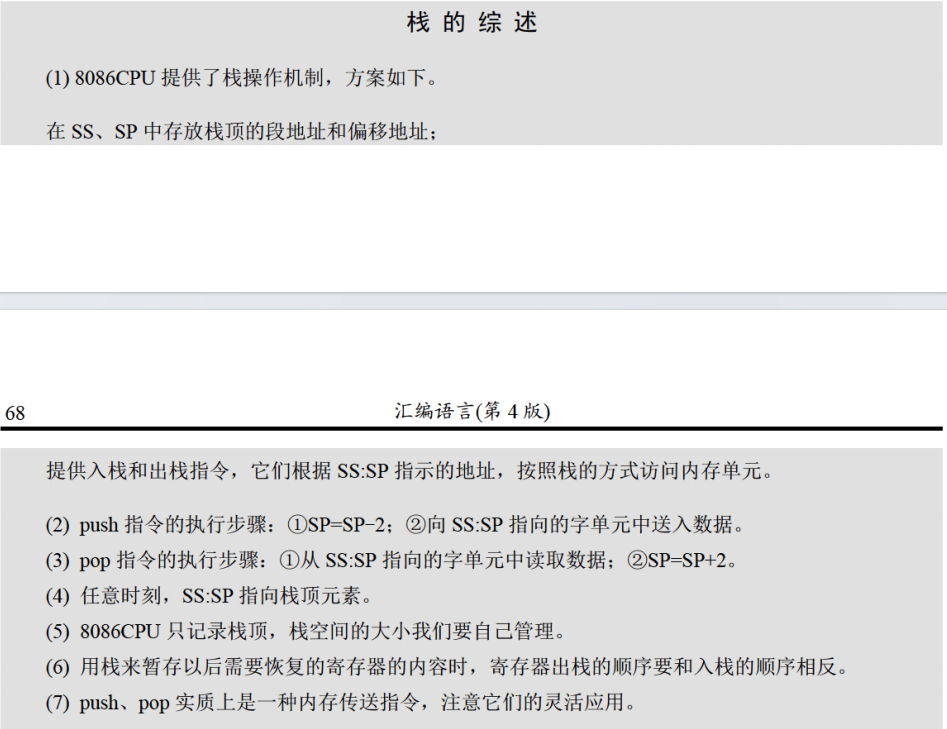 栈 的 综 述
(1) 8086CPU 提供了栈操作机制，方案如下。
在 SS、SP 中存放栈顶的段地址和偏移地址；
68
汇编语言(第 4 版)
提供入栈和出栈指令，它们根据 SS:SP 指示的地址，按照栈的方式访问内存单元。
(2) push 指令的执行步骤：①SP=SP−2；②向 SS:SP 指向的字单元中送入数据。
(3) pop 指令的执行步骤：①从 SS:SP 指向的字单元中读取数据；②SP=SP+2。
(4) 任意时刻，SS:SP 指向栈顶元素。
(5) 8086CPU 只记录栈顶，栈空间的大小我们要自己管理。
(6) 用栈来暂存以后需要恢复的寄存器的内容时，寄存器出栈的顺序要和入栈的顺序相反。
(7) push、pop 实质上是一种内存传送指令，注意它们的灵活应用。